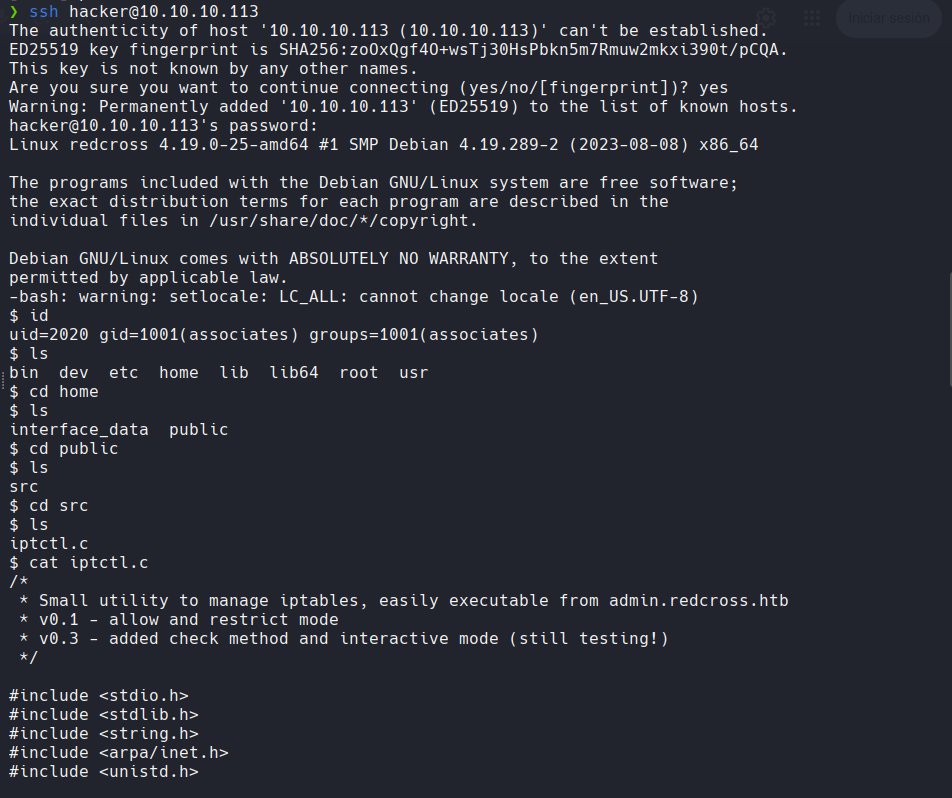 ❯ ssh hacker@10.10.10.113
Iniciar sesión
The authenticity of host '10.10.10.113 (10.10.10.113)' can't be established.
ED25519 key fingerprint is SHA256:zoOxQgf4O+wsTj30HsPbkn5m7Rmuw2mkxi390t/pCQA.
This key is not known by any other names.
Are you sure you want to continue connecting (yes/no/[fingerprint])? yes
Warning: Permanently added '10.10.10.113' (ED25519) to the list of known hosts.
hacker@10.10.10.113's password:
Linux redcross 4.19.0-25-amd64 #1 SMP Debian 4.19.289-2 (2023-08-08) x86_64
The programs included with the Debian GNU/Linux system are free software;
the exact distribution terms for each program are described in the
individual files in /usr/share/doc/*/copyright.
Debian GNU/Linux comes with ABSOLUTELY NO WARRANTY, to the extent
permitted by applicable law.
-bash: warning: setlocale: LC_ALL: cannot change locale (en_US.UTF-8)
$ id
uid=2020 gid=1001(associates) groups=1001(associates)
$ ls
bin  dev  etc  home  lib  lib64  root  usr
$ cd home
$ ls
interface_data  public
$ cd public
$ ls
src
$ cd src
$ ls
iptctl.c
$ cat iptctl.c
/*
 * Small utility to manage iptables, easily executable from admin.redcross.htb
 * v0.1 - allow and restrict mode
 * v0.3 - added check method and interactive mode (still testing!)
 */
#include <stdio.h>
#include <stdlib.h>
#include <string.h>
#include <arpa/inet.h>
#include <unistd.h>